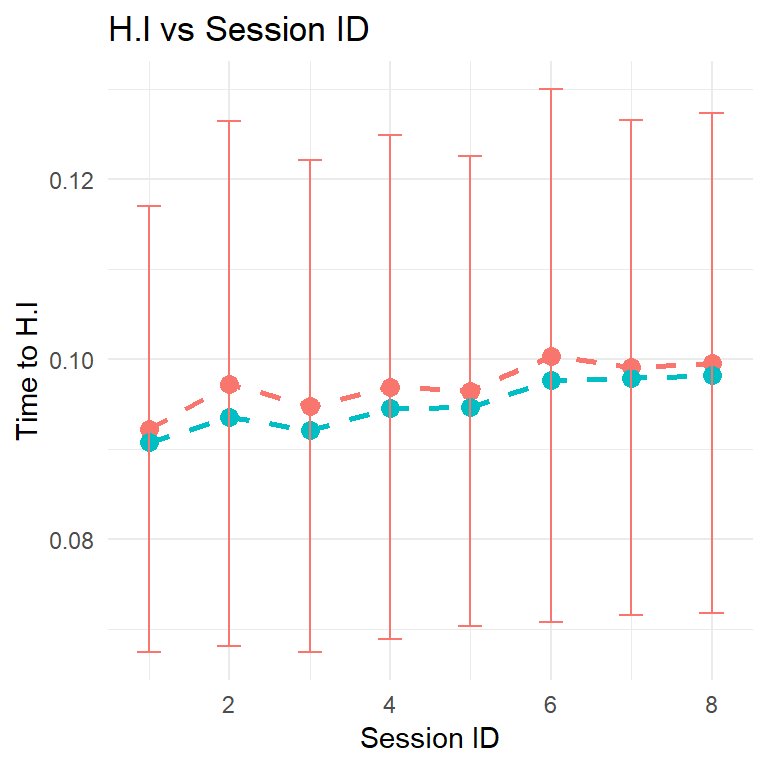 H.I vs Session ID
Time to H.I
0.12
0.10
0.08
2 4 6 8
Session ID